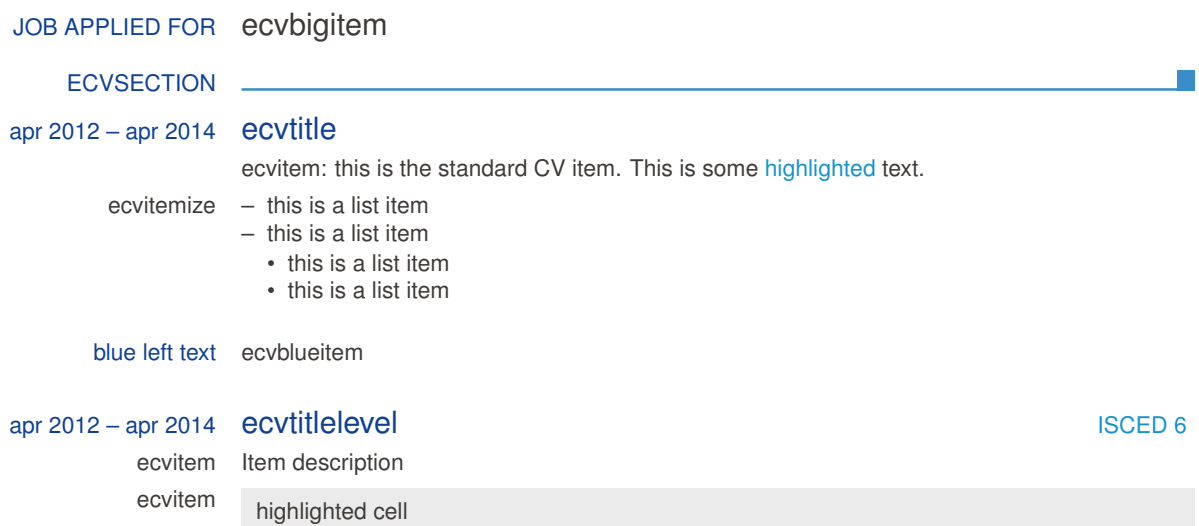 JOB APPLIED FOR ecvbigitem
ECVSECTION
apr 2012 – apr 2014 ecvtitle
ecvitem: this is the standard CV item. This is some highlighted text.
ecvitemize – this is a list item
– this is a list item
• this is a list item
• this is a list item
blue left text ecvblueitem
apr 2012 – apr 2014 ecvtitlelevel ISCED 6
ecvitem Item description
ecvitem highlighted cell